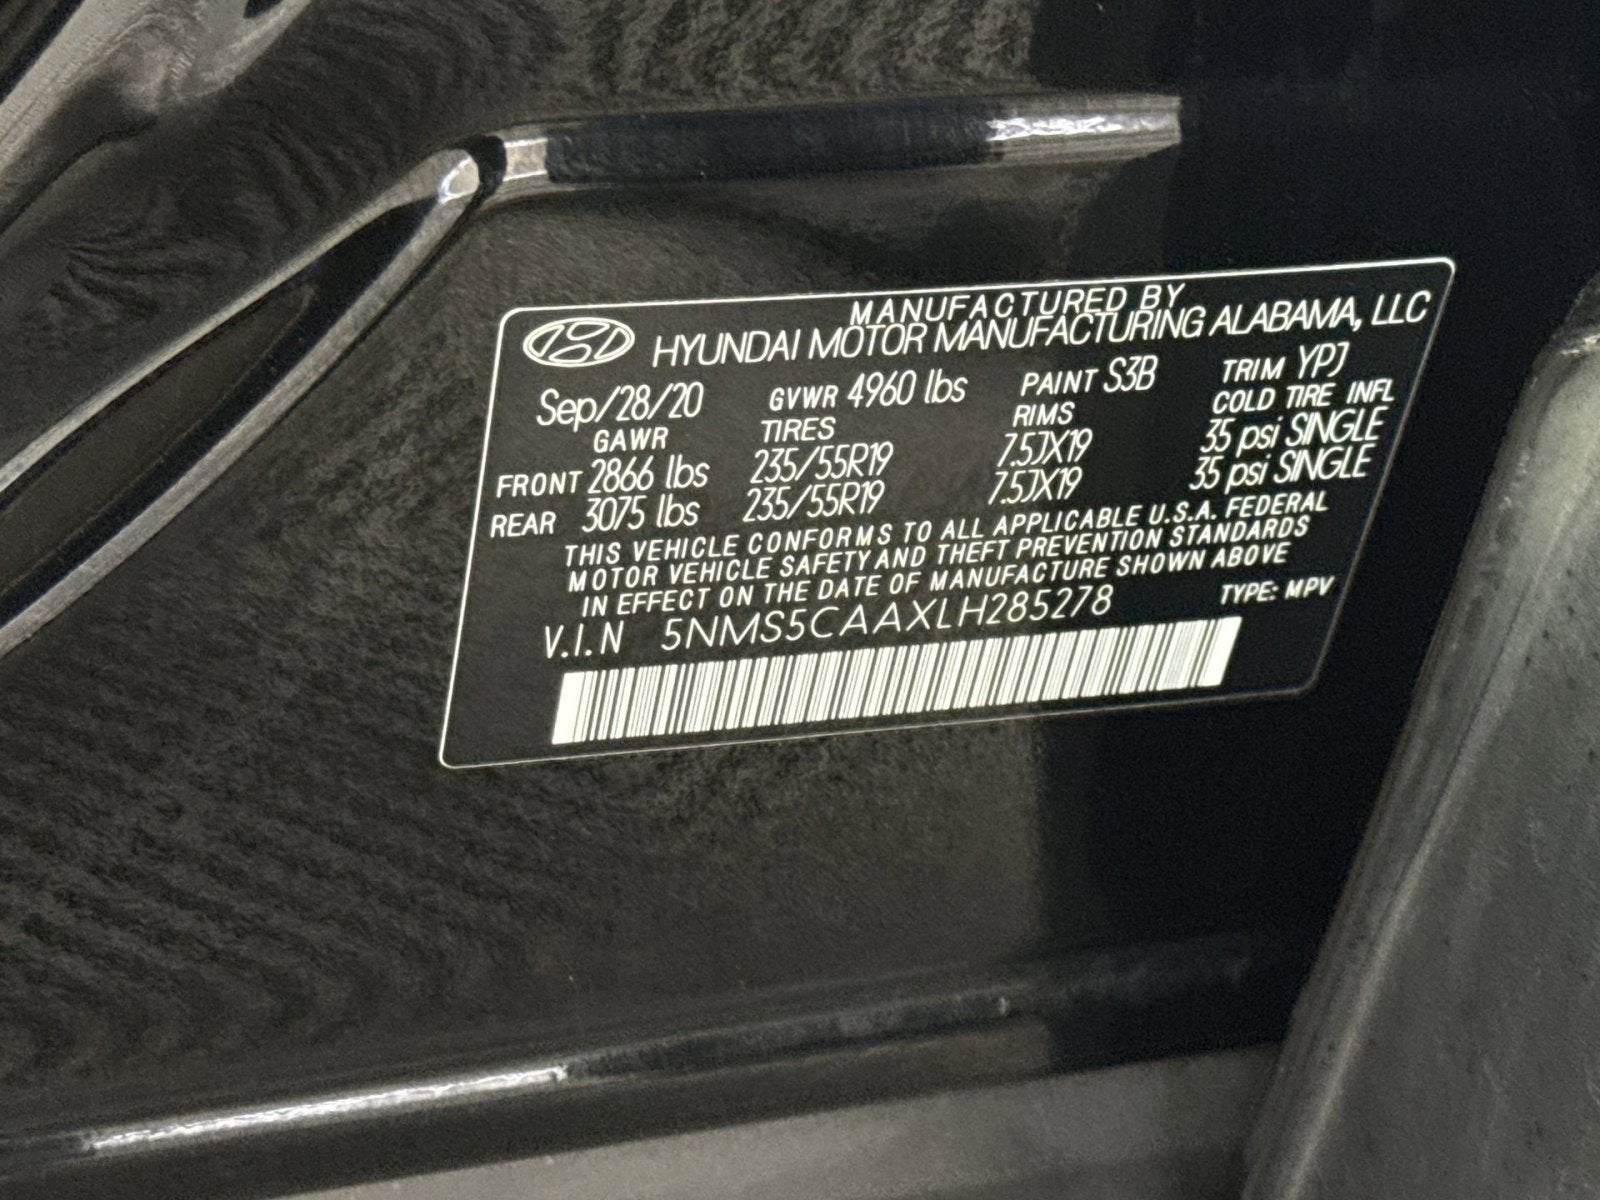 MANUFACTURED BY
HYUNDAI MOTOR MANUFACTURING ALABAMA, LLC
Sep/28/20 GVWR 4960 lbs PAINT S3B TRIM YPJ
GAWR TIRES RIMS COLD TIRE INFL
FRONT 2866 lbs 235/55R19 7.5JX19 35 psi SINGLE
REAR 3075 lbs 235/55R19 7.5JX19 35 psi SINGLE
THIS VEHICLE CONFORMS TO ALL APPLICABLE U.S.A. FEDERAL
MOTOR VEHICLE SAFETY AND THEFT PREVENTION STANDARDS
IN EFFECT ON THE DATE OF MANUFACTURE SHOWN ABOVE
V.I.N 5NMS5CAAXLH285278 TYPE: MPV